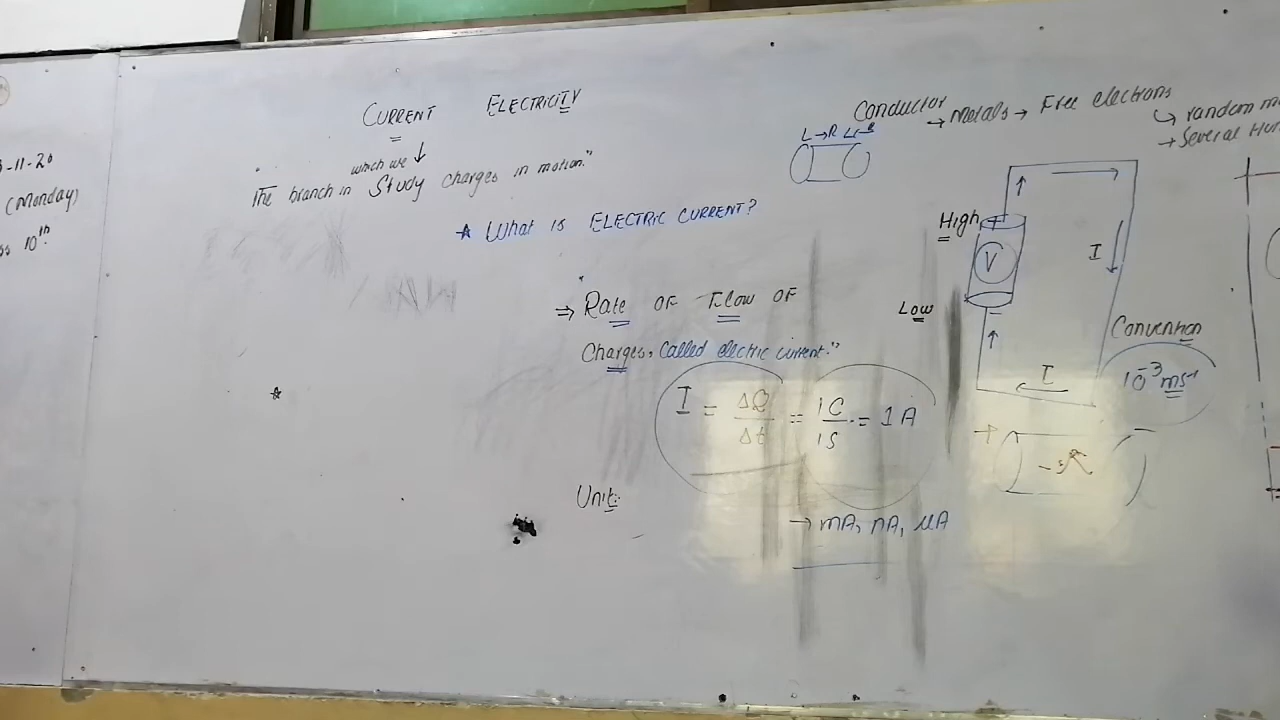 -11-20
(Monday)
10th
CURRENT ELECTRICITY
which we ↓
"The branch in Study charges in motion."
☆ What is ELECTRIC CURRENT?
⇒ Rate OF Flow OF
Charges, Called electric current."
I = ΔQ/Δt = 1C/1S = 1A
Unit:
→ mA, nA, μA
Conductor → Metals → Free electrons
↳ random
→ Several
L→R L→R
High +
V
Low -
I
I
Convention
10⁻³ ms⁻¹